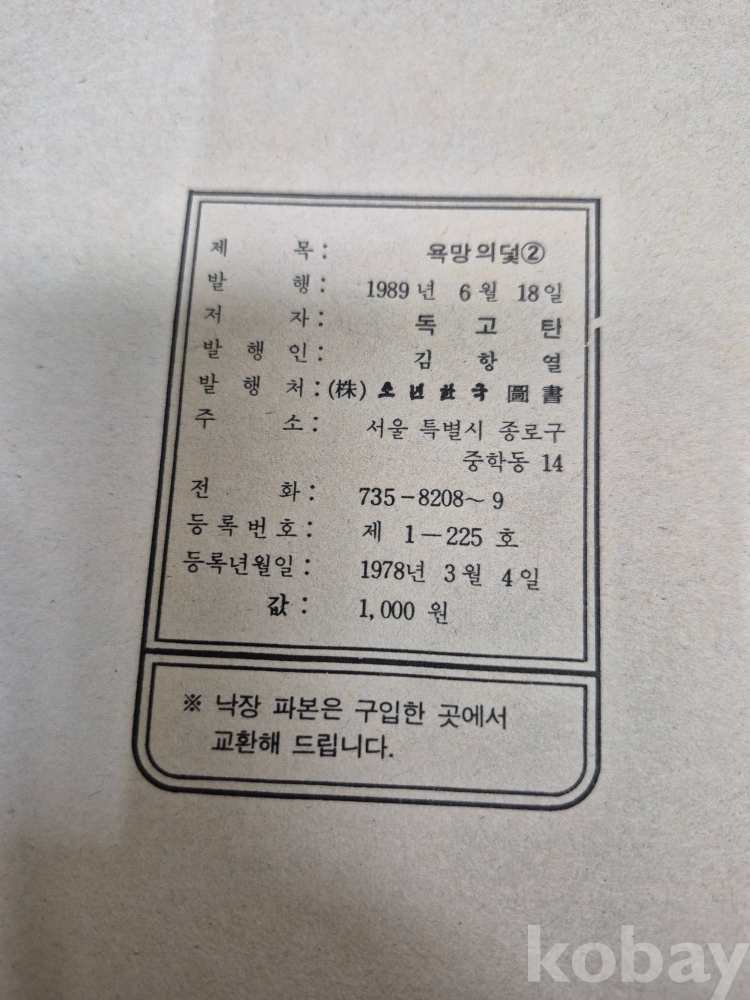 제 목 : 욕망의덫②
발 행 : 1989년 6월 18일
저 자 : 독 고 탄
발 행 인 : 김 항 열
발 행 처 : (株) 소년한국 圖書
주 소 : 서울 특별시 종로구
중학동 14
전 화 : 735-8208~9
등록번호 : 제 1-225 호
등록년월일 : 1978년 3월 4일
값 : 1,000 원
※ 낙장 파본은 구입한 곳에서
교환해 드립니다.
kobay